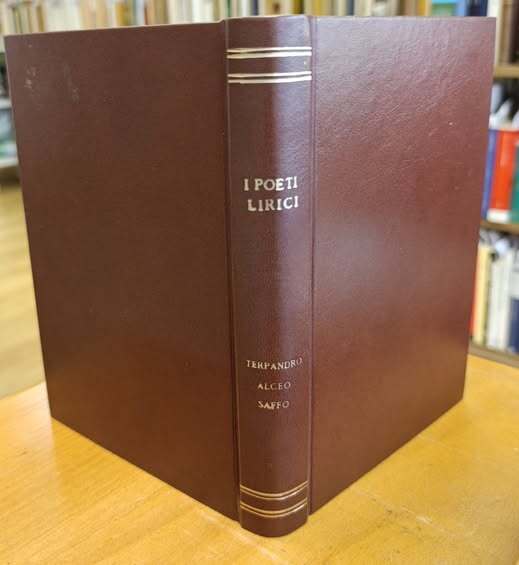 I POETI
LIRICI
TERPANDRO
ALCEO
SAFFO